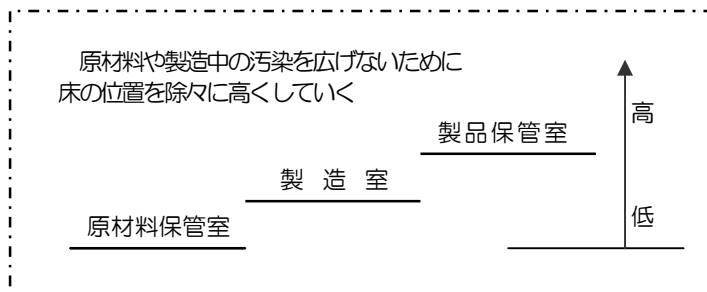 原材料や製造中の汚染を広げないために
床の位置を除々に高くしていく
高
製品保管室
製 造 室
低
原材料保管室